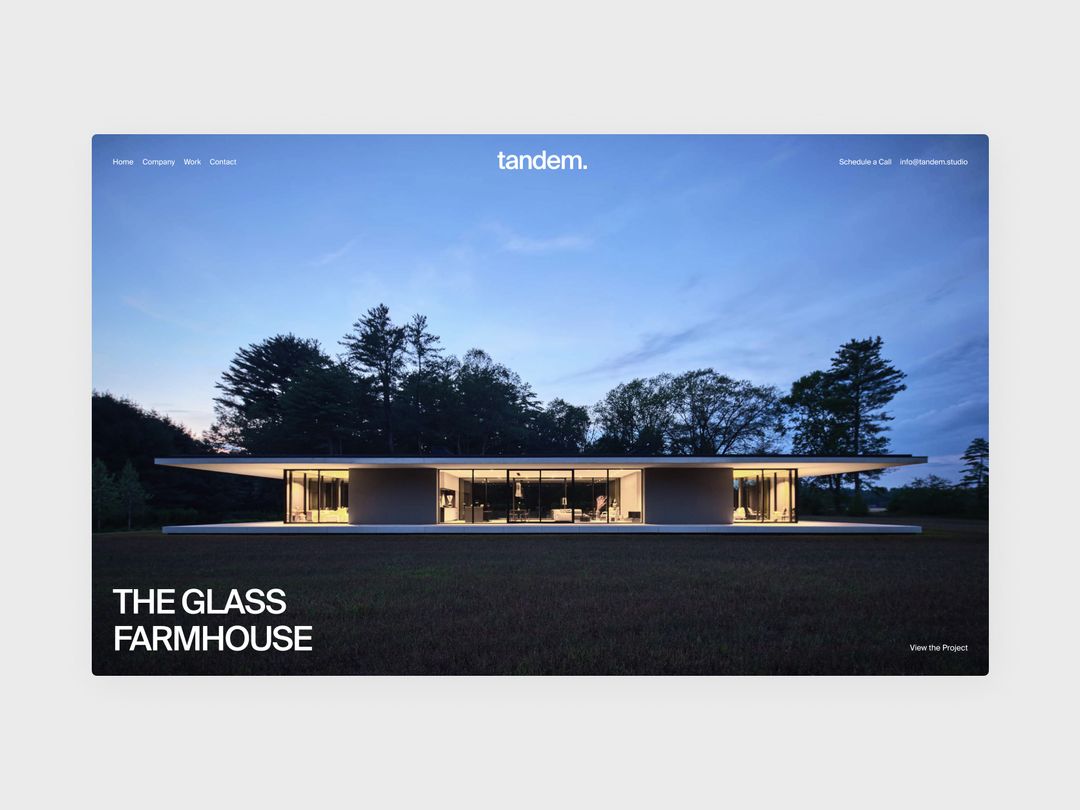 Home Company Work Contact
tandem.
Schedule a Call info@tandem.studio
THE GLASS
FARMHOUSE
View the Project